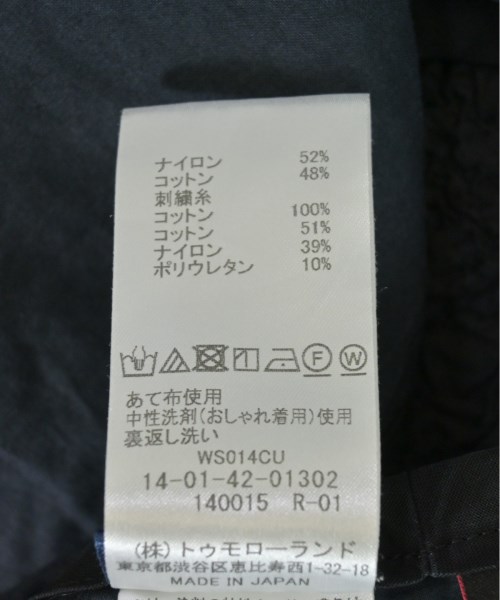 ナイロン 52%
コットン 48%
刺繍糸
コットン 100%
コットン 51%
ナイロン 39%
ポリウレタン 10%
F W
あて布使用
中性洗剤(おしゃれ着用)使用
裏返し洗い
WS014CU
14-01-42-01302
140015 R-01
(株)トゥモローランド
東京都渋谷区恵比寿西1-32-18
MADE IN JAPAN